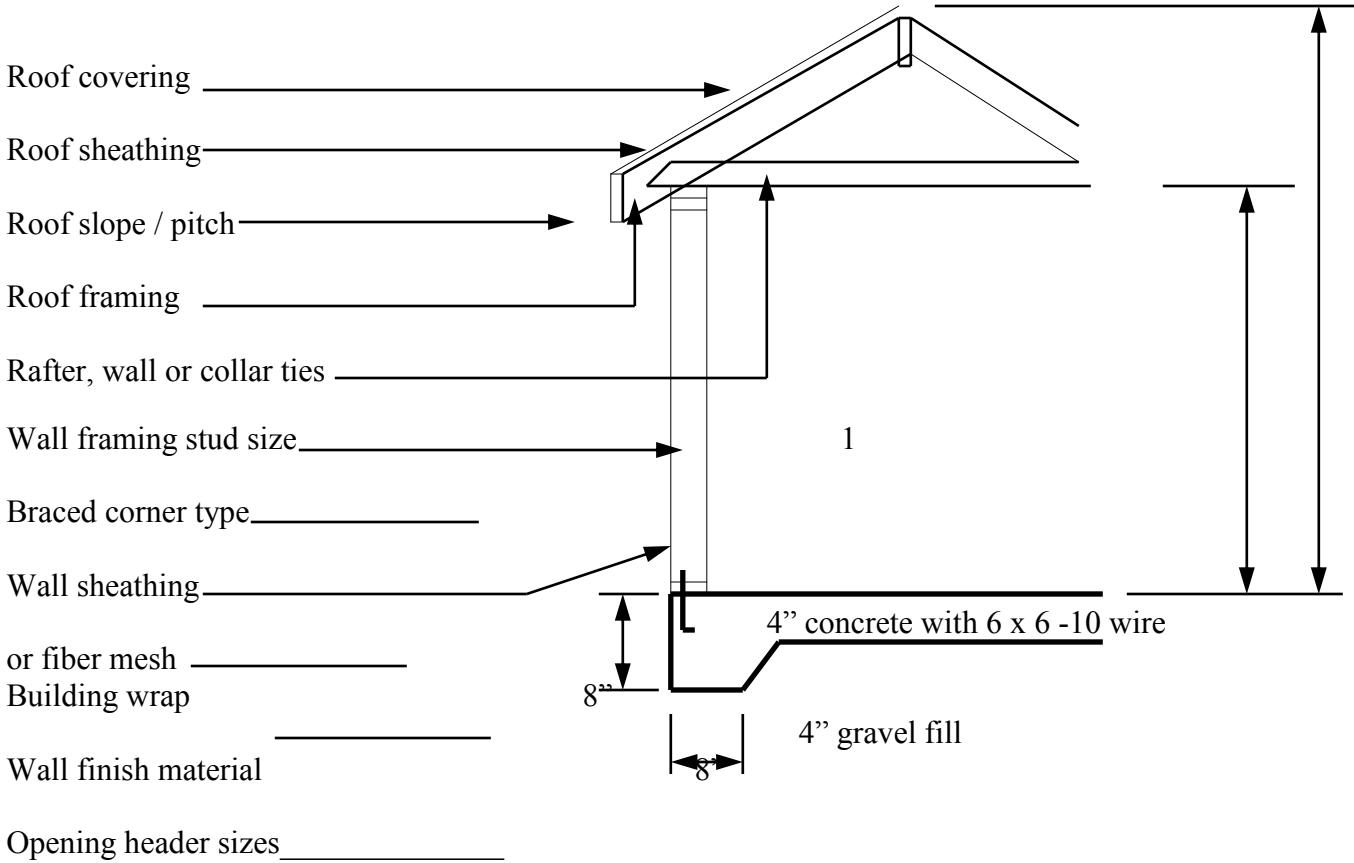 Roof covering
Roof sheathing
Roof slope / pitch
Roof framing
Rafter, wall or collar ties
Wall framing stud size
1
Braced corner type
Wall sheathing
4” concrete with 6 x 6 -10 wire
or fiber mesh
Building wrap
8”
4” gravel fill
Wall finish material
8”
Opening header sizes